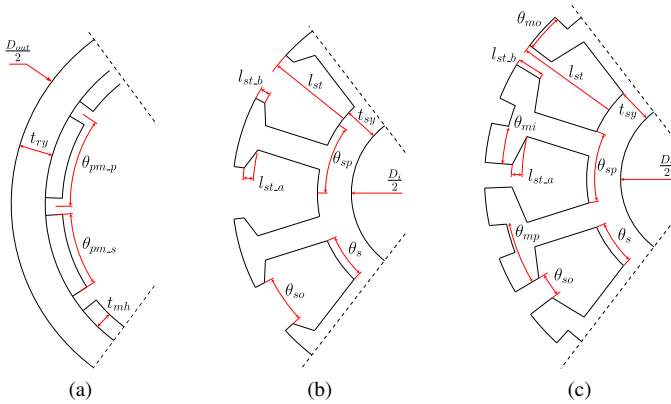 D_out/2
t_ry
θ_pm_p
θ_pm_s
t_mh
(a)
l_st_b
l_st
t_sy
θ_sp
l_st_a
D_i/2
θ_s
θ_so
(b)
θ_mo
l_st_b
l_st
t_sy
θ_mi
θ_sp
l_st_a
θ_mp
θ_s
θ_so
(c)